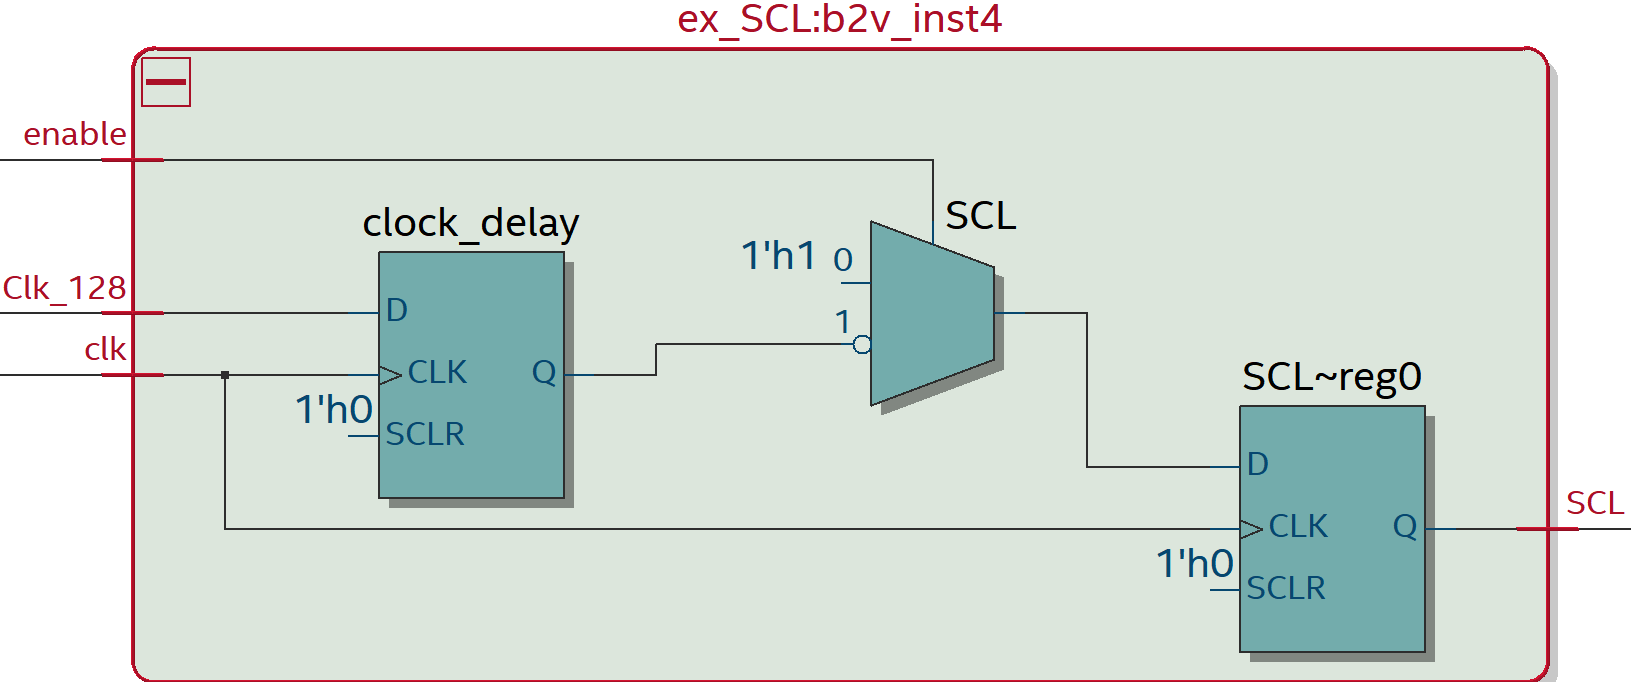 ex_SCL:b2v_inst4
enable
SCL
clock_delay
1'h1 0
Clk_128
D
1
clk
CLK Q
SCL~reg0
1'h0
SCLR
D
SCL
CLK Q
1'h0
SCLR